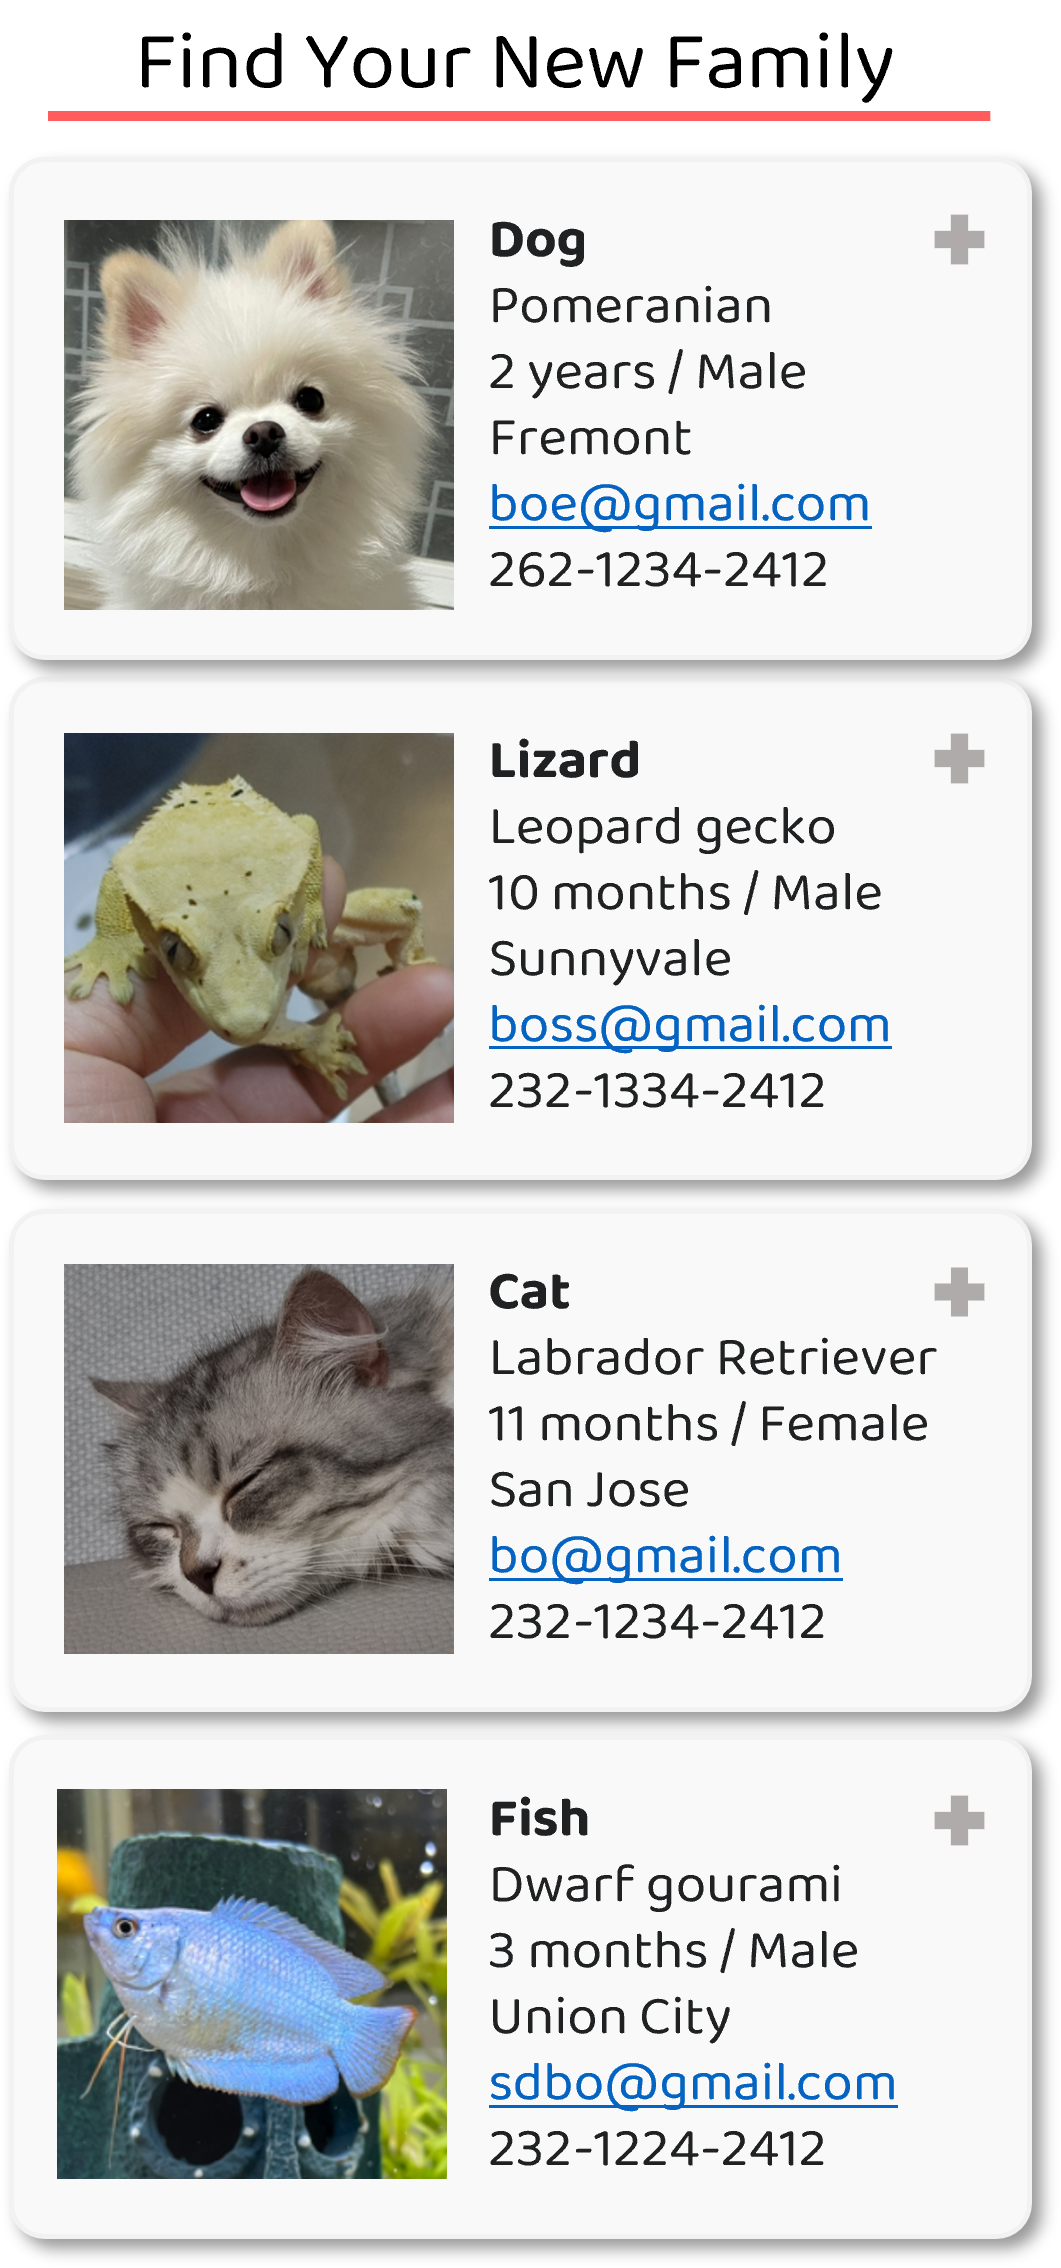 Find Your New Family
Dog
Pomeranian
2 years / Male
Fremont
boe@gmail.com
262-1234-2412
Lizard
Leopard gecko
10 months / Male
Sunnyvale
boss@gmail.com
232-1334-2412
Cat
Labrador Retriever
11 months / Female
San Jose
bo@gmail.com
232-1234-2412
Fish
Dwarf gourami
3 months / Male
Union City
sdbo@gmail.com
232-1224-2412